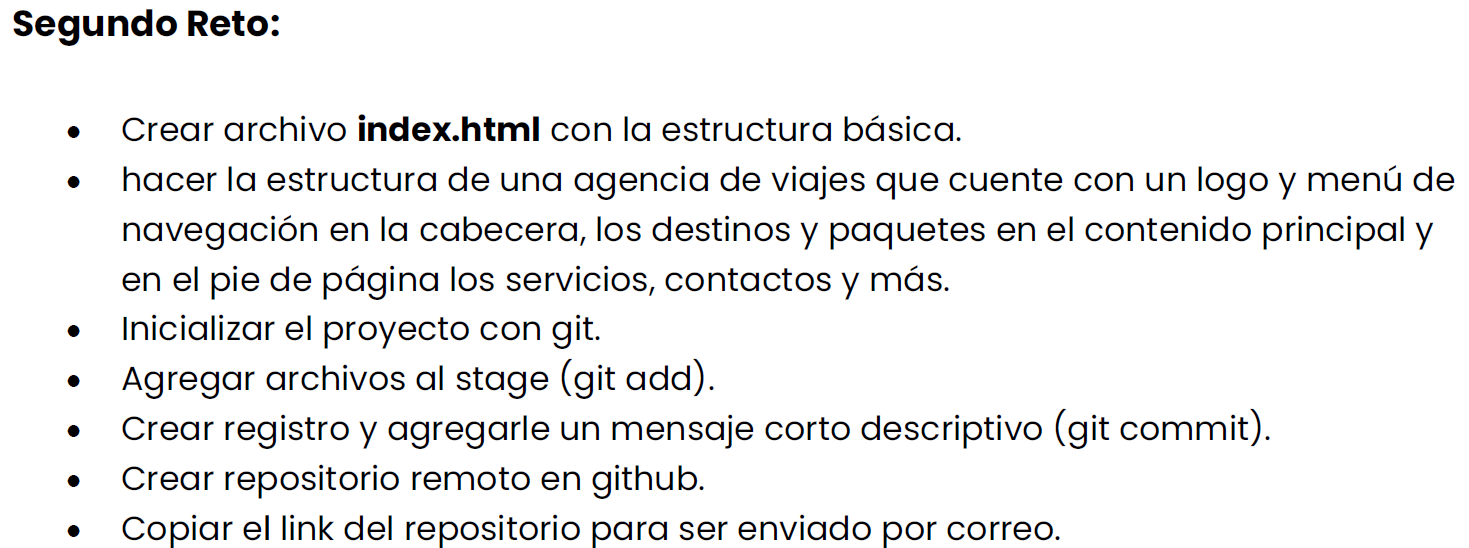 Segundo Reto:
• Crear archivo index.html con la estructura básica.
• hacer la estructura de una agencia de viajes que cuente con un logo y menú de
navegación en la cabecera, los destinos y paquetes en el contenido principal y
en el pie de página los servicios, contactos y más.
• Inicializar el proyecto con git.
• Agregar archivos al stage (git add).
• Crear registro y agregarle un mensaje corto descriptivo (git commit).
• Crear repositorio remoto en github.
• Copiar el link del repositorio para ser enviado por correo.